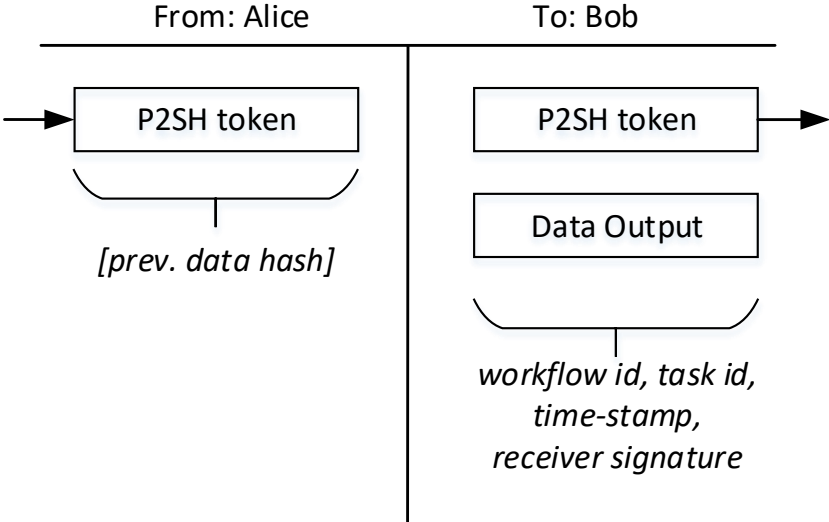 From: Alice
To: Bob
P2SH token
P2SH token
Data Output
[prev. data hash]
workflow id, task id,
time-stamp,
receiver signature